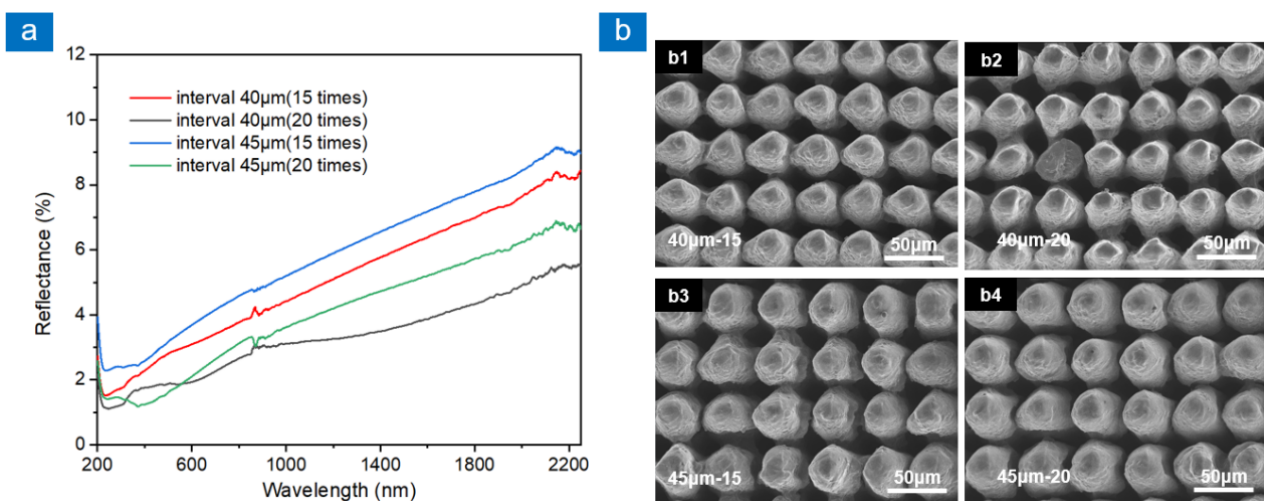 a
12
10
8
6
4
2
0
Reflectance (%)
interval 40μm(15 times)
interval 40μm(20 times)
interval 45μm(15 times)
interval 45μm(20 times)
200 600 1000 1400 1800 2200
Wavelength (nm)
b
b1
40μm-15
50μm
b2
40μm-20
50μm
b3
45μm-15
50μm
b4
45μm-20
50μm